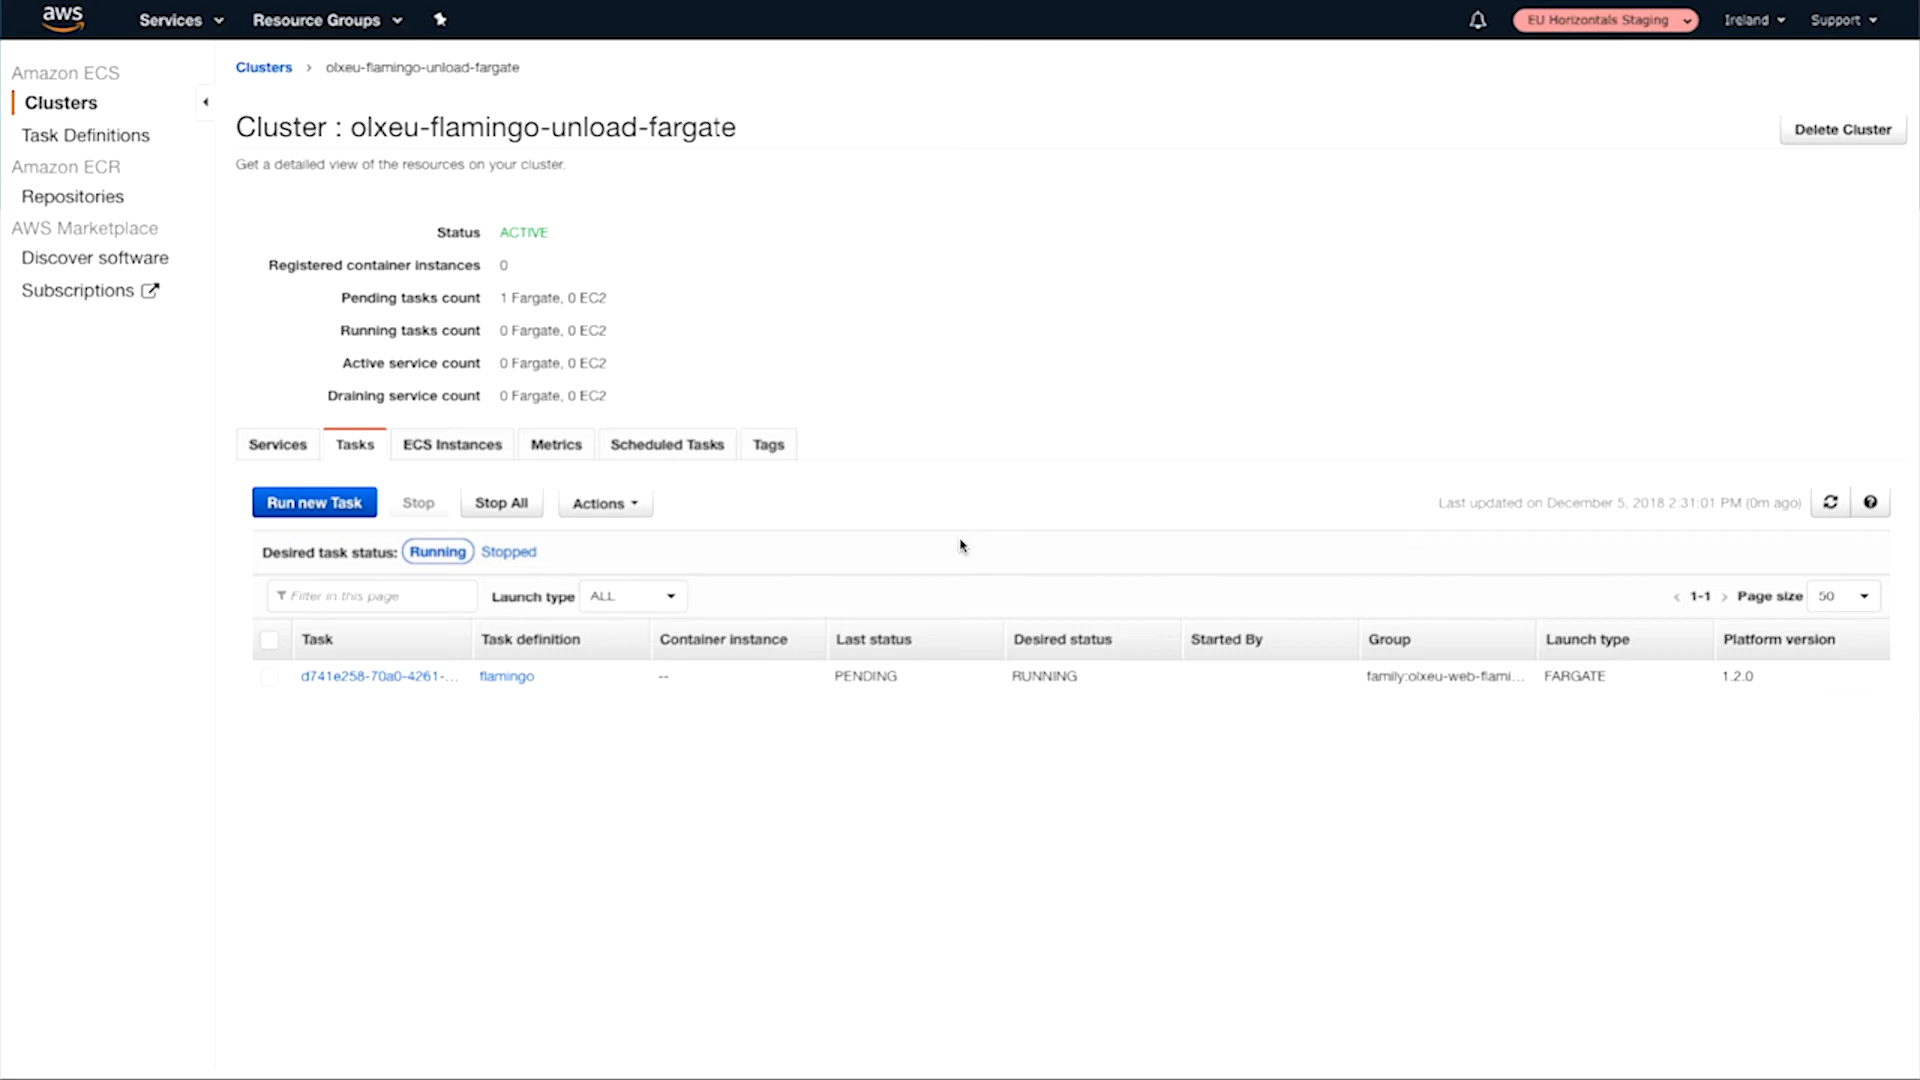 aws Services Resource Groups EU Horizontals Staging Ireland Support
Amazon ECS
Clusters
Task Definitions
Amazon ECR
Repositories
AWS Marketplace
Discover software
Subscriptions
Clusters > olxeu-flamingo-unload-fargate
Cluster : olxeu-flamingo-unload-fargate
Delete Cluster
Get a detailed view of the resources on your cluster.
Status ACTIVE
Registered container instances 0
Pending tasks count 1 Fargate, 0 EC2
Running tasks count 0 Fargate, 0 EC2
Active service count 0 Fargate, 0 EC2
Draining service count 0 Fargate, 0 EC2
Services Tasks ECS Instances Metrics Scheduled Tasks Tags
Run new Task Stop Stop All Actions Last updated on December 5, 2018 2:31:01 PM (0m ago)
Desired task status: Running Stopped
Filter in this page Launch type ALL < 1-1 > Page size 50
Task Task definition Container instance Last status Desired status Started By Group Launch type Platform version
d741e258-70a0-4261-... flamingo -- PENDING RUNNING family:olxeu-web-flami... FARGATE 1.2.0